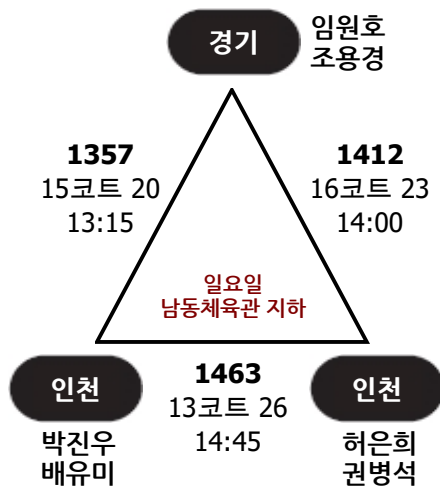 경기
임원호
조용경
1357
15코트 20
13:15
1412
16코트 23
14:00
일요일
남동체육관 지하
인천
박진우
배유미
1463
13코트 26
14:45
인천
허은희
권병석